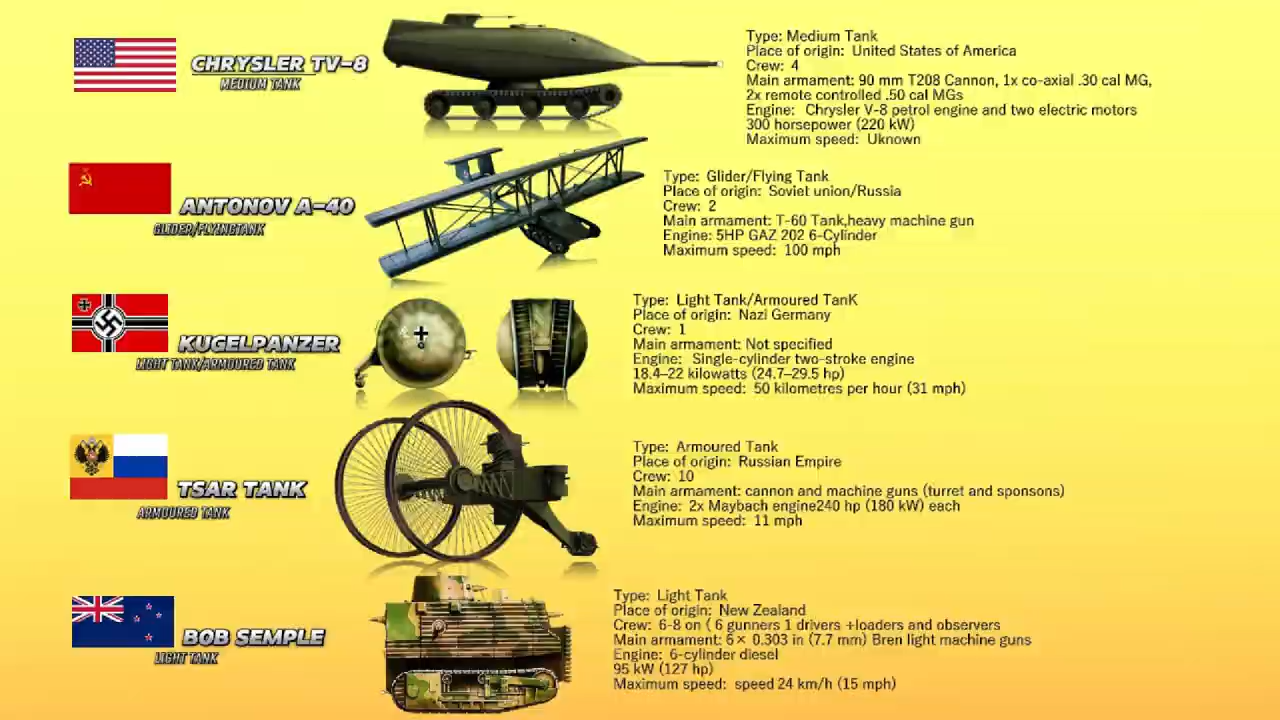 CHRYSLER TV-8
MEDIUM TANK
Type: Medium Tank
Place of origin: United States of America
Crew: 4
Main armament: 90 mm T208 Cannon, 1x co-axial .30 cal MG,
2x remote controlled .50 cal MGs
Engine: Chrysler V-8 petrol engine and two electric motors
300 horsepower (220 kW)
Maximum speed: Uknown
ANTONOV A-40
GLIDER/FLYINGTANK
Type: Glider/Flying Tank
Place of origin: Soviet union/Russia
Crew: 2
Main armament: T-60 Tank,heavy machine gun
Engine: 5HP GAZ 202 6-Cylinder
Maximum speed: 100 mph
KUGELPANZER
LIGHT TANK/ARMOURED TANK
Type: Light Tank/Armoured TanK
Place of origin: Nazi Germany
Crew: 1
Main armament: Not specified
Engine: Single-cylinder two-stroke engine
18.4–22 kilowatts (24.7–29.5 hp)
Maximum speed: 50 kilometres per hour (31 mph)
TSAR TANK
ARMOURED TANK
Type: Armoured Tank
Place of origin: Russian Empire
Crew: 10
Main armament: cannon and machine guns (turret and sponsons)
Engine: 2x Maybach engine240 hp (180 kW) each
Maximum speed: 11 mph
BOB SEMPLE
LIGHT TANK
Type: Light Tank
Place of origin: New Zealand
Crew: 6-8 on ( 6 gunners 1 drivers +loaders and observers
Main armament: 6× 0.303 in (7.7 mm) Bren light machine guns
Engine: 6-cylinder diesel
95 kW (127 hp)
Maximum speed: speed 24 km/h (15 mph)